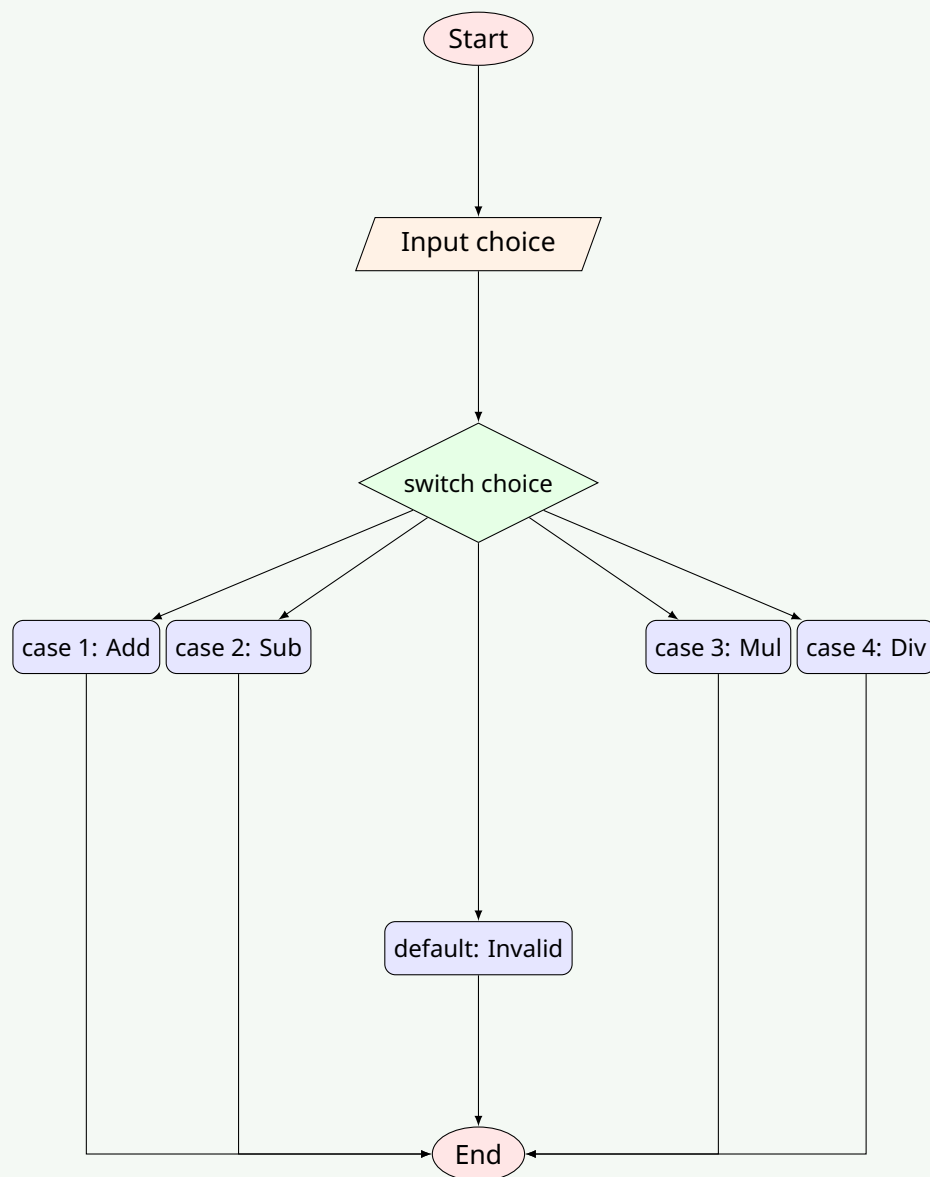 Start
Input choice
switch choice
case 1: Add
case 2: Sub
case 3: Mul
case 4: Div
default: Invalid
End